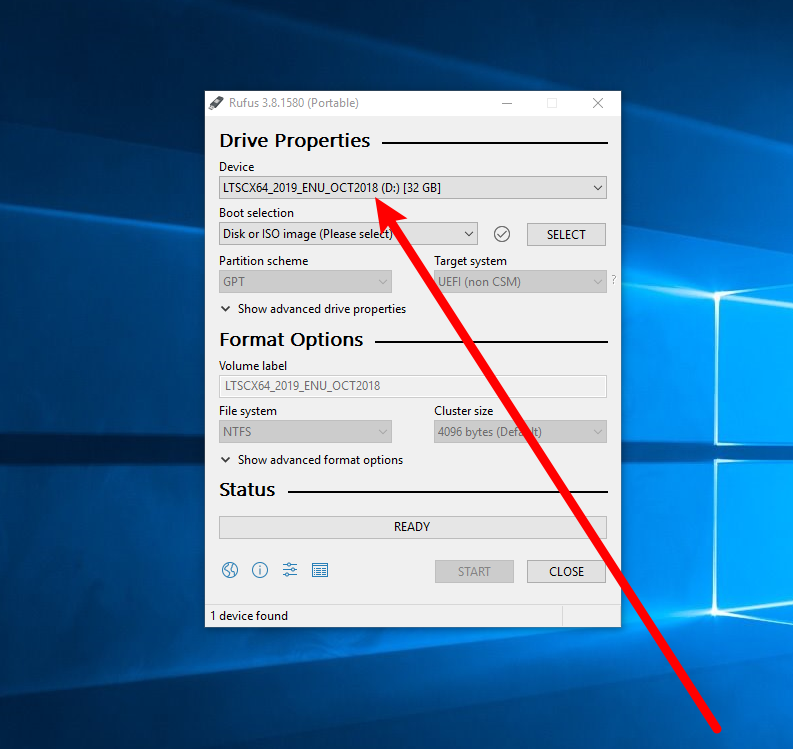 Rufus 3.8.1580 (Portable)
Drive Properties
Device
LTSCX64_2019_ENU_OCT2018 (D:) [32 GB]
Boot selection
Disk or ISO image (Please select)
SELECT
Partition scheme
Target system
GPT
UEFI (non CSM)
?
Show advanced drive properties
Format Options
Volume label
LTSCX64_2019_ENU_OCT2018
File system
Cluster size
NTFS
4096 bytes (Default)
Show advanced format options
Status
READY
START
CLOSE
1 device found